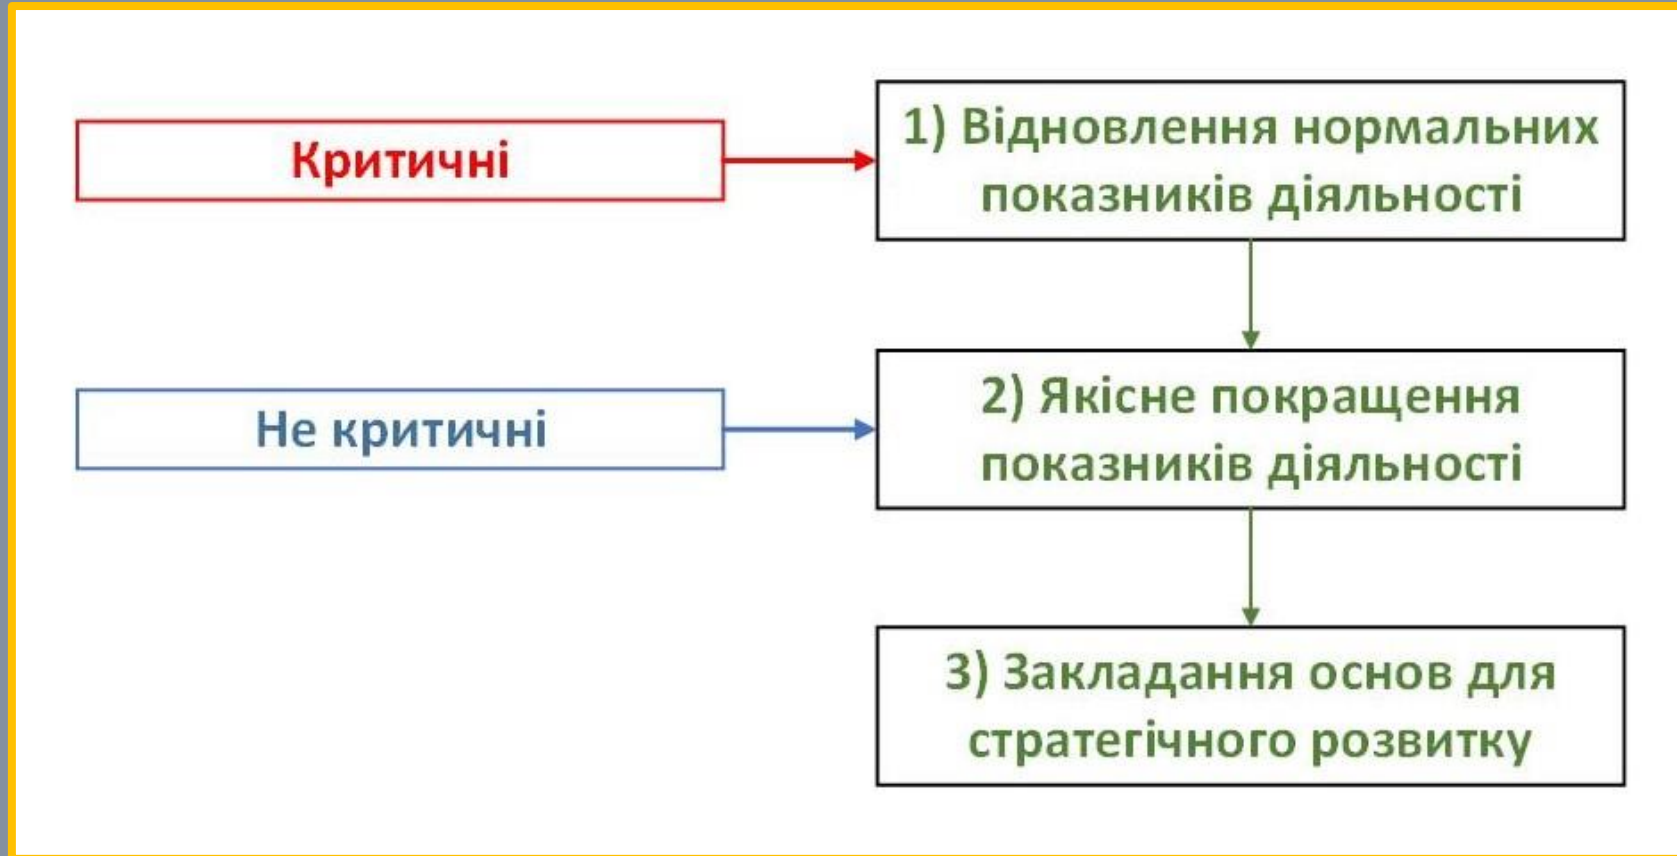 Критичні
1) Відновлення нормальних
показників діяльності
Не критичні
2) Якісне покращення
показників діяльності
3) Закладання основ для
стратегічного розвитку